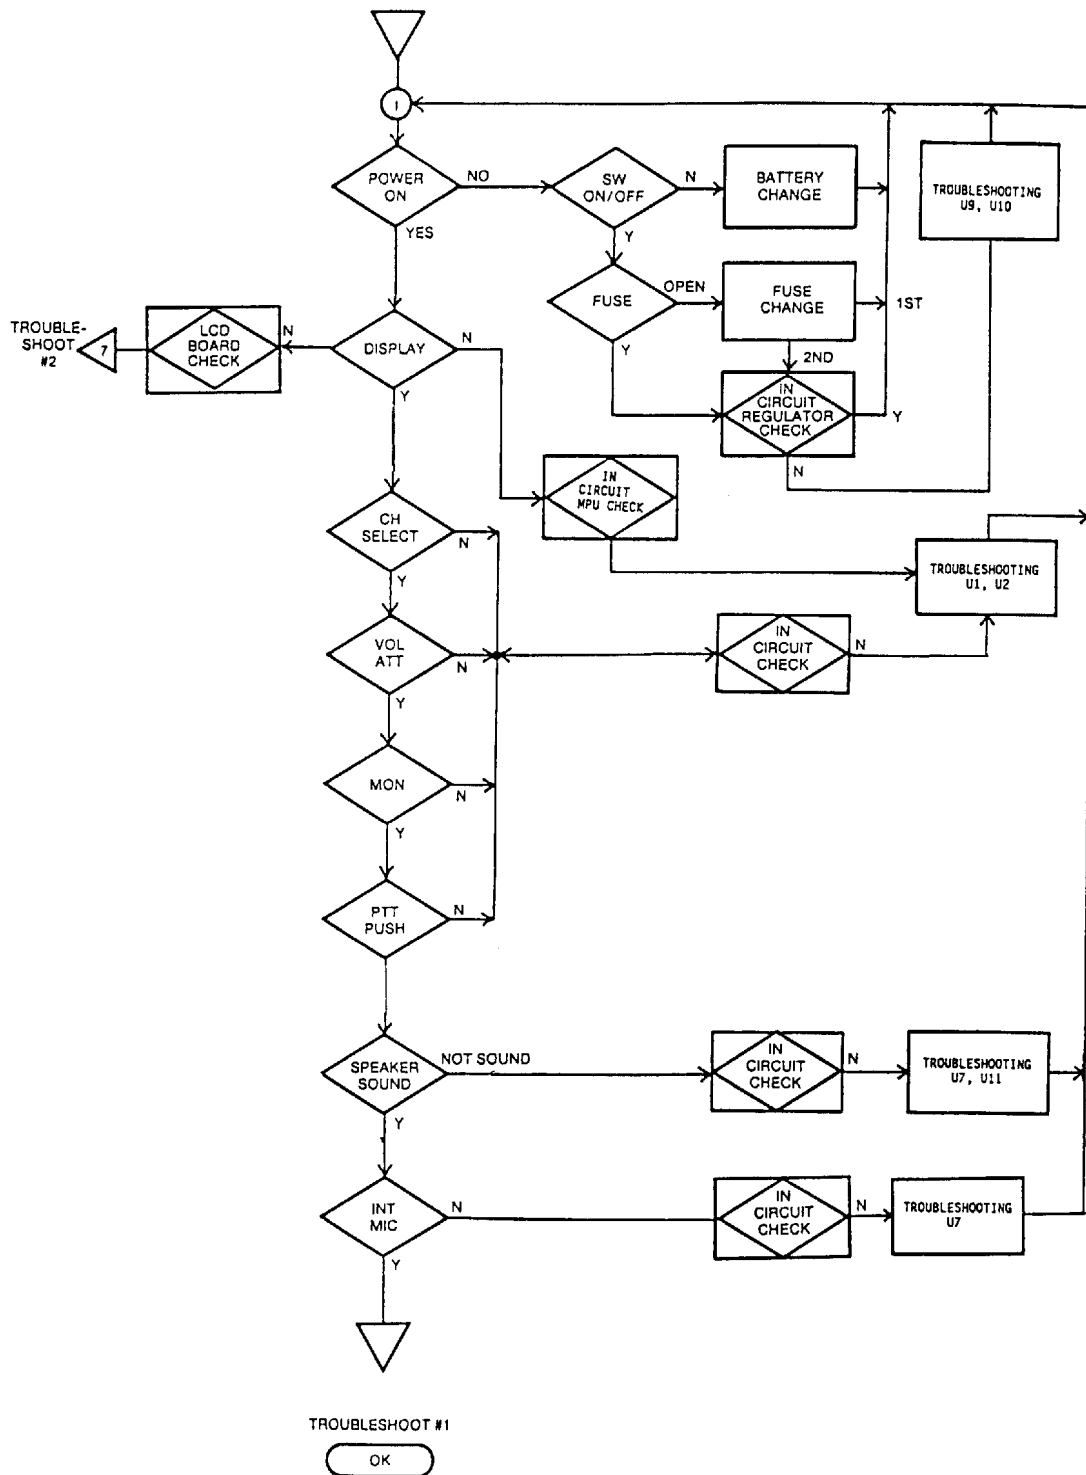 1
POWER
ON
NO
YES
SW
ON/OFF
N
Y
BATTERY
CHANGE
TROUBLESHOOTING
U9, U10
FUSE
OPEN
Y
FUSE
CHANGE
1ST
2ND
TROUBLE-
SHOOT
#2
7
LCD
BOARD
CHECK
N
DISPLAY
N
Y
IN
CIRCUIT
REGULATOR
CHECK
Y
N
IN
CIRCUIT
MPU CHECK
CH
SELECT
N
Y
TROUBLESHOOTING
U1, U2
VOL
ATT
N
Y
IN
CIRCUIT
CHECK
N
MON
N
Y
PTT
PUSH
N
SPEAKER
SOUND
NOT SOUND
Y
IN
CIRCUIT
CHECK
N
TROUBLESHOOTING
U7, U11
INT
MIC
N
Y
IN
CIRCUIT
CHECK
N
TROUBLESHOOTING
U7
TROUBLESHOOT #1
OK